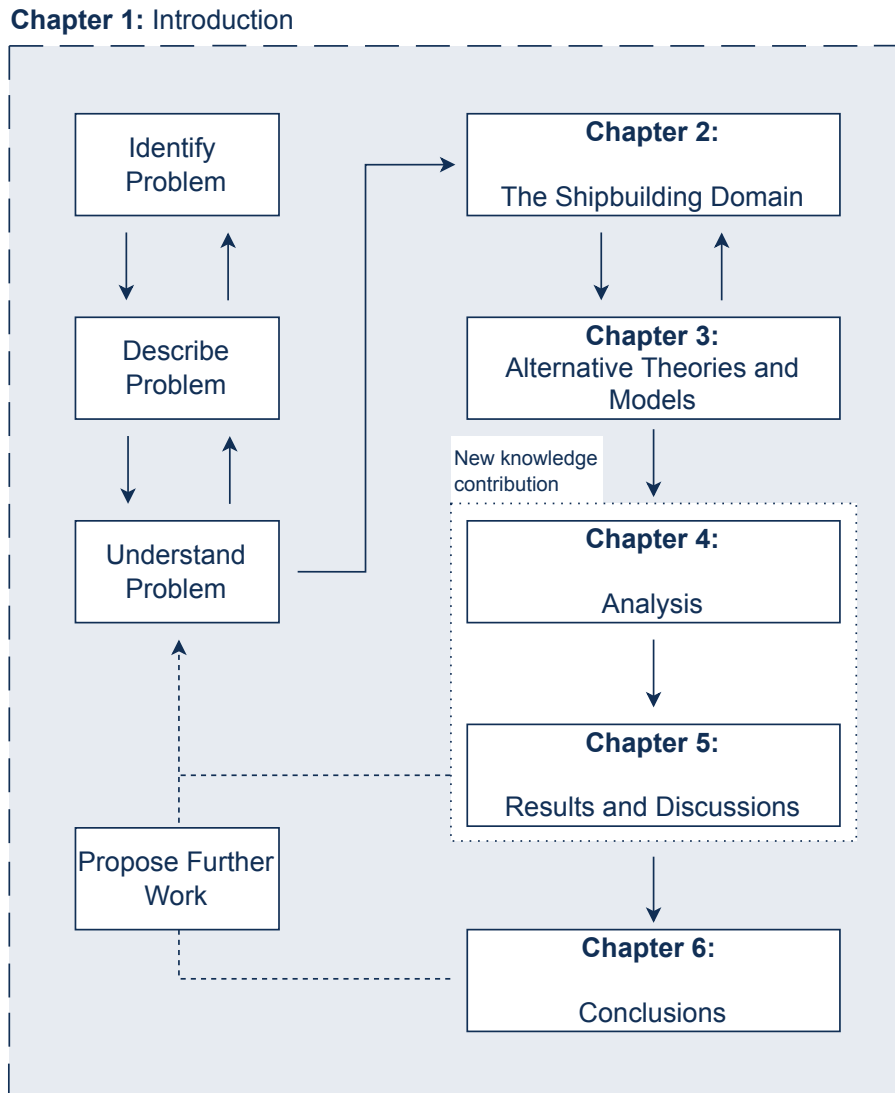 Chapter 1: Introduction
Identify
Problem
Describe
Problem
Understand
Problem
Propose Further
Work
Chapter 2:
The Shipbuilding Domain
Chapter 3:
Alternative Theories and
Models
New knowledge
contribution
Chapter 4:
Analysis
Chapter 5:
Results and Discussions
Chapter 6:
Conclusions